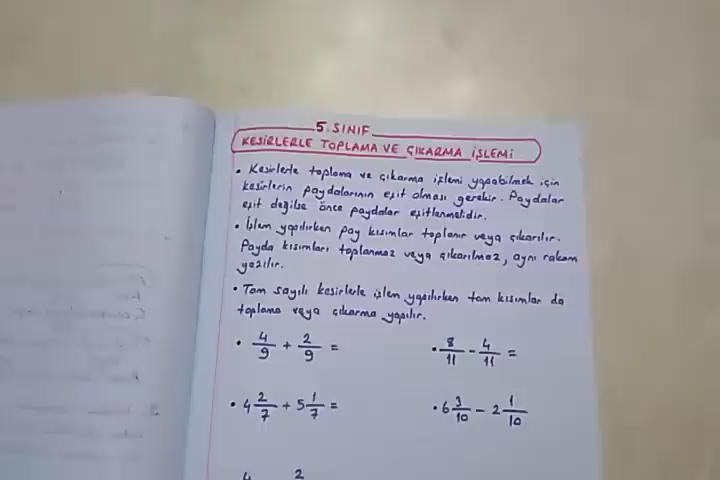 5. SINIF
KESİRLERLE TOPLAMA VE ÇIKARMA İŞLEMİ
• Kesirlerle toplama ve çıkarma işlemi yapabilmek için
kesirlerin paydalarının eşit olması gerekir. Paydalar
eşit değilse önce paydalar eşitlenmelidir.
• İşlem yapılırken pay kısımlar toplanır veya çıkarılır.
Payda kısımları toplanmaz veya çıkarılmaz, aynı rakam
yazılır.
• Tam sayılı kesirlerle işlem yapılırken tam kısımlar da
toplama veya çıkarma yapılır.
• 4/9 + 2/9 = • 8/11 - 4/11 =
• 4 2/7 + 5 1/7 = • 6 3/10 - 2 1/10
4 2